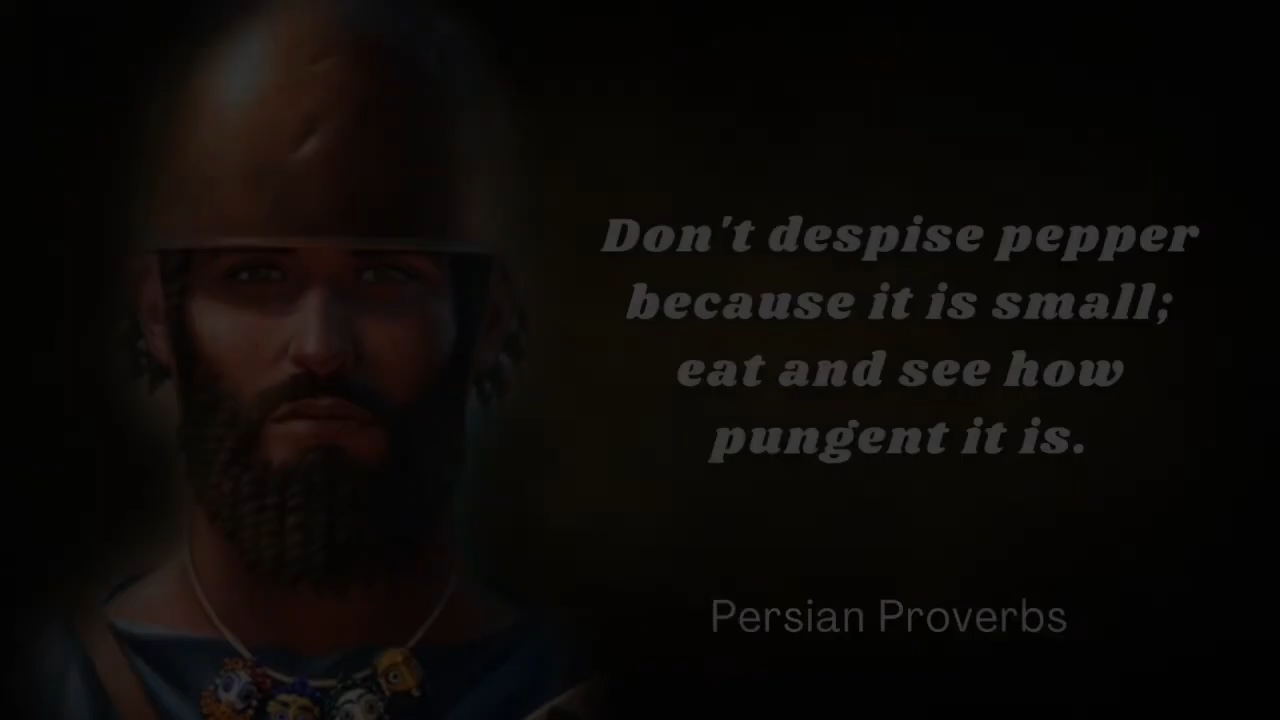 Don't despise pepper
because it is small;
eat and see how
pungent it is.
Persian Proverbs